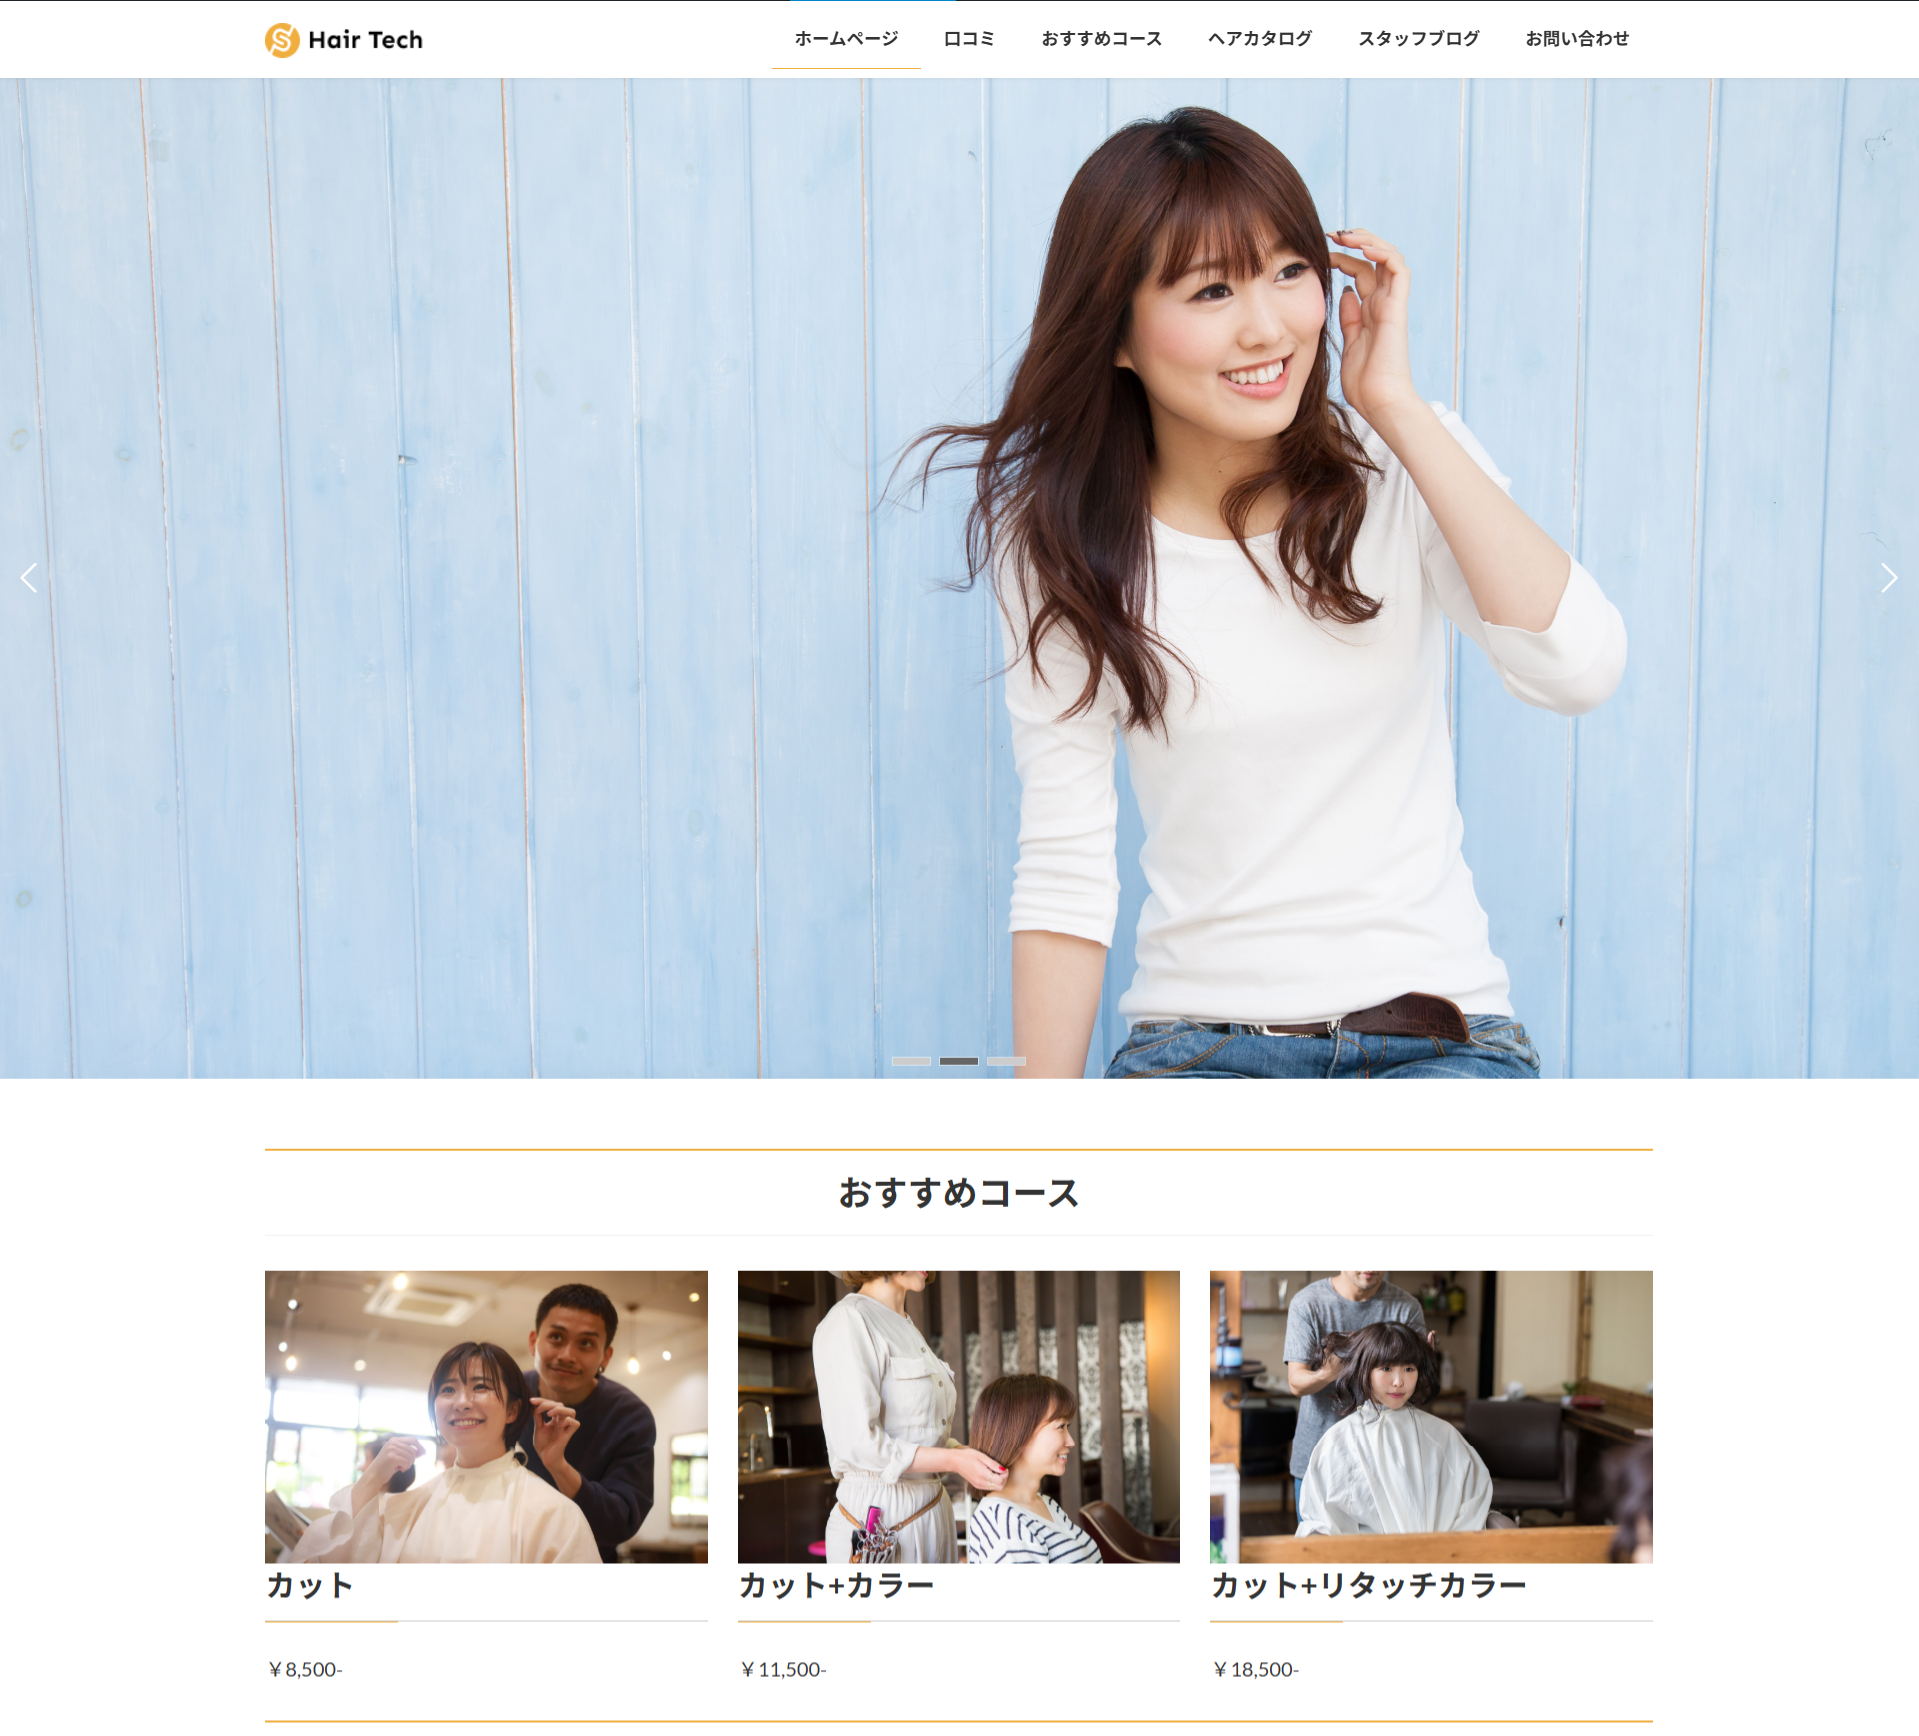 Hair Tech
ホームページ 口コミ おすすめコース ヘアカタログ スタッフブログ お問い合わせ
おすすめコース
カット
￥8,500-
カット+カラー
￥11,500-
カット+リタッチカラー
￥18,500-